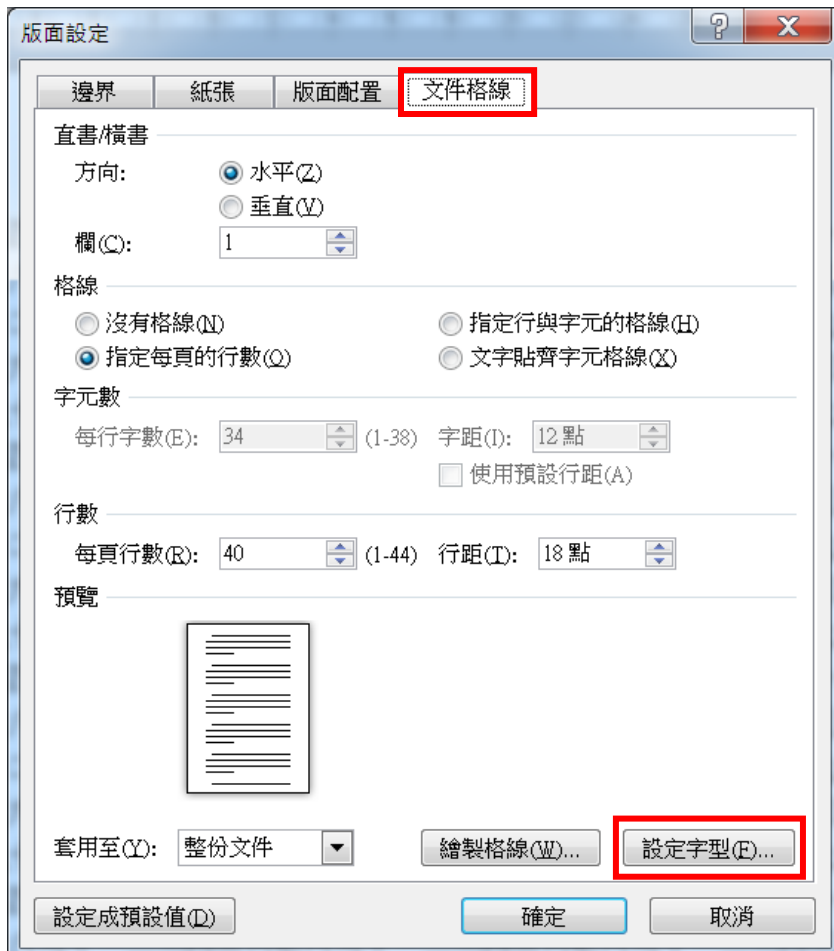 版面設定
邊界 紙張 版面配置 文件格線
直書/橫書
方向: 水平(Z)
垂直(V)
欄(C): 1
格線
沒有格線(N) 指定行與字元的格線(H)
指定每頁的行數(O) 文字貼齊字元格線(X)
字元數
每行字數(E): 34 (1-38) 字距(I): 12 點
使用預設行距(A)
行數
每頁行數(R): 40 (1-44) 行距(T): 18 點
預覽
套用至(Y): 整份文件 繪製格線(W)... 設定字型(F)...
設定成預設值(D) 確定 取消